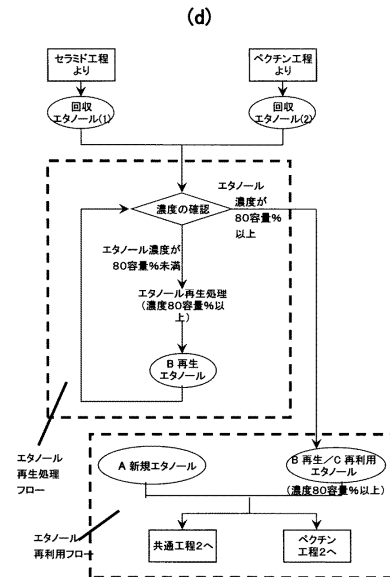 (d)
セラミド工程
より
ペクチン工程
より
回収
エタノール(1)
回収
エタノール(2)
濃度の確認
エタノール
濃度が
80容量%
以上
エタノール濃度が
80容量%未満
エタノール再生処理
(濃度80容量%以
上)
B 再生
エタノール
エタノール
再生処理
フロー
A 新規エタノール
B 再生/C 再利用
エタノール
(濃度80容量%以上)
エタノール
再利用フロー
共通工程2へ
ペクチン
工程2へ